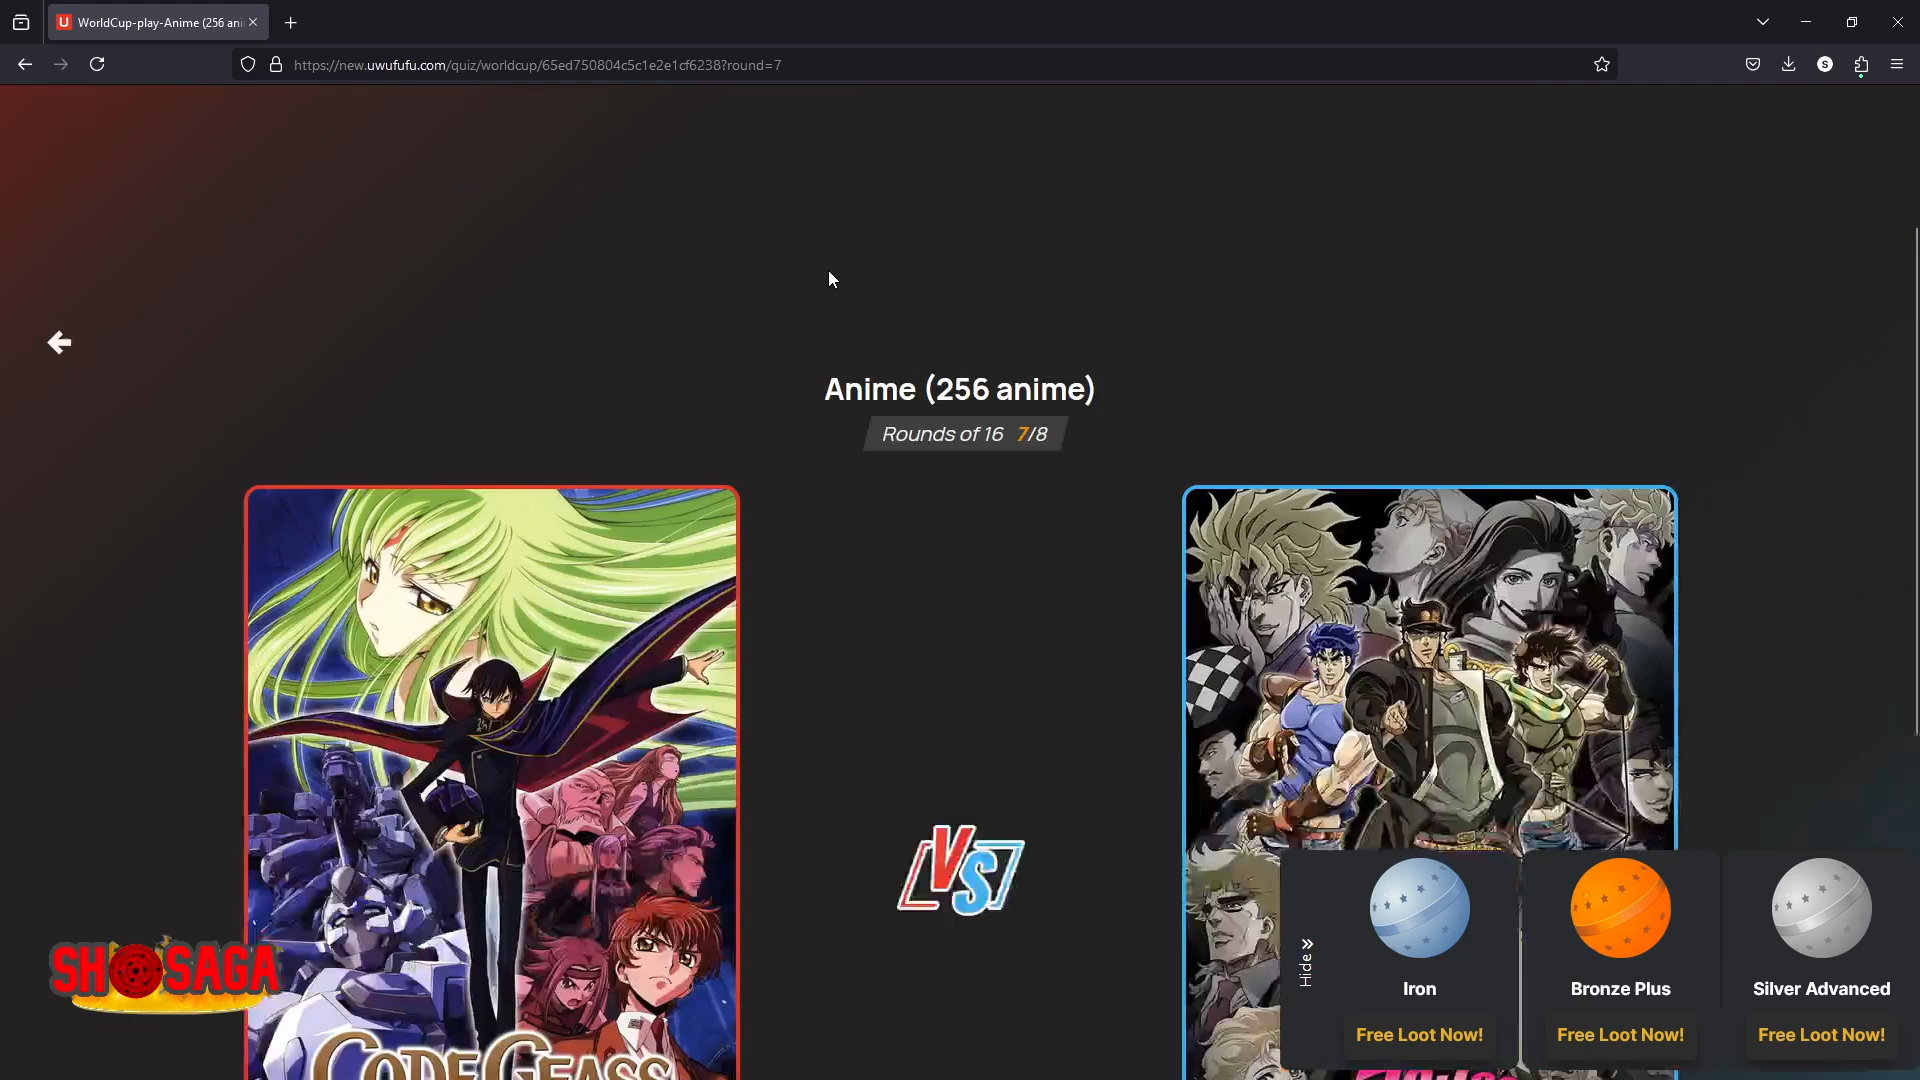 WorldCup-play-Anime (256 ani
https://new.uwufufu.com/quiz/worldcup/65ed750804c5c1e2e1cf6238?round=7
S
Anime (256 anime)
Rounds of 16 7/8
VS
CODE GEASS
SHOSAGA
Hide
Iron
Bronze Plus
Silver Advanced
Free Loot Now!
Free Loot Now!
Free Loot Now!